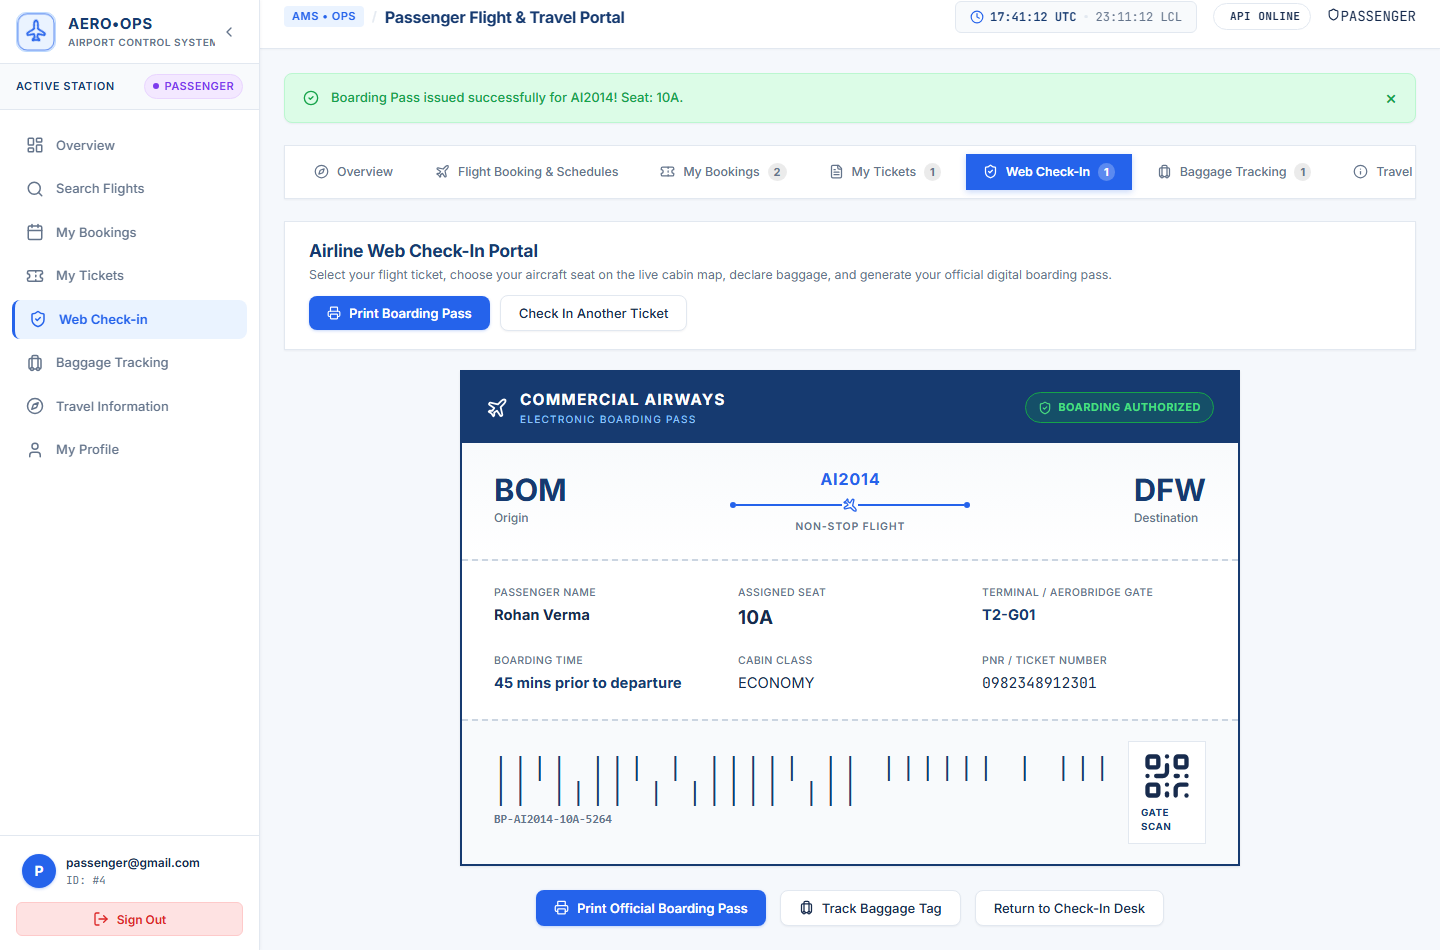 AERO•OPS
AIRPORT CONTROL SYSTEM
ACTIVE STATION
PASSENGER
Overview
Search Flights
My Bookings
My Tickets
Web Check-in
Baggage Tracking
Travel Information
My Profile
P
passenger@gmail.com
ID: #4
Sign Out
AMS • OPS / Passenger Flight & Travel Portal
17:41:12 UTC • 23:11:12 LCL
API ONLINE
PASSENGER
Boarding Pass issued successfully for AI2014! Seat: 10A.
Overview
Flight Booking & Schedules
My Bookings 2
My Tickets 1
Web Check-In 1
Baggage Tracking 1
Travel
Airline Web Check-In Portal
Select your flight ticket, choose your aircraft seat on the live cabin map, declare baggage, and generate your official digital boarding pass.
Print Boarding Pass
Check In Another Ticket
COMMERCIAL AIRWAYS
ELECTRONIC BOARDING PASS
BOARDING AUTHORIZED
BOM
Origin
AI2014
NON-STOP FLIGHT
DFW
Destination
PASSENGER NAME
Rohan Verma
ASSIGNED SEAT
10A
TERMINAL / AEROBRIDGE GATE
T2-G01
BOARDING TIME
45 mins prior to departure
CABIN CLASS
ECONOMY
PNR / TICKET NUMBER
0982348912301
BP-AI2014-10A-5264
GATE
SCAN
Print Official Boarding Pass
Track Baggage Tag
Return to Check-In Desk